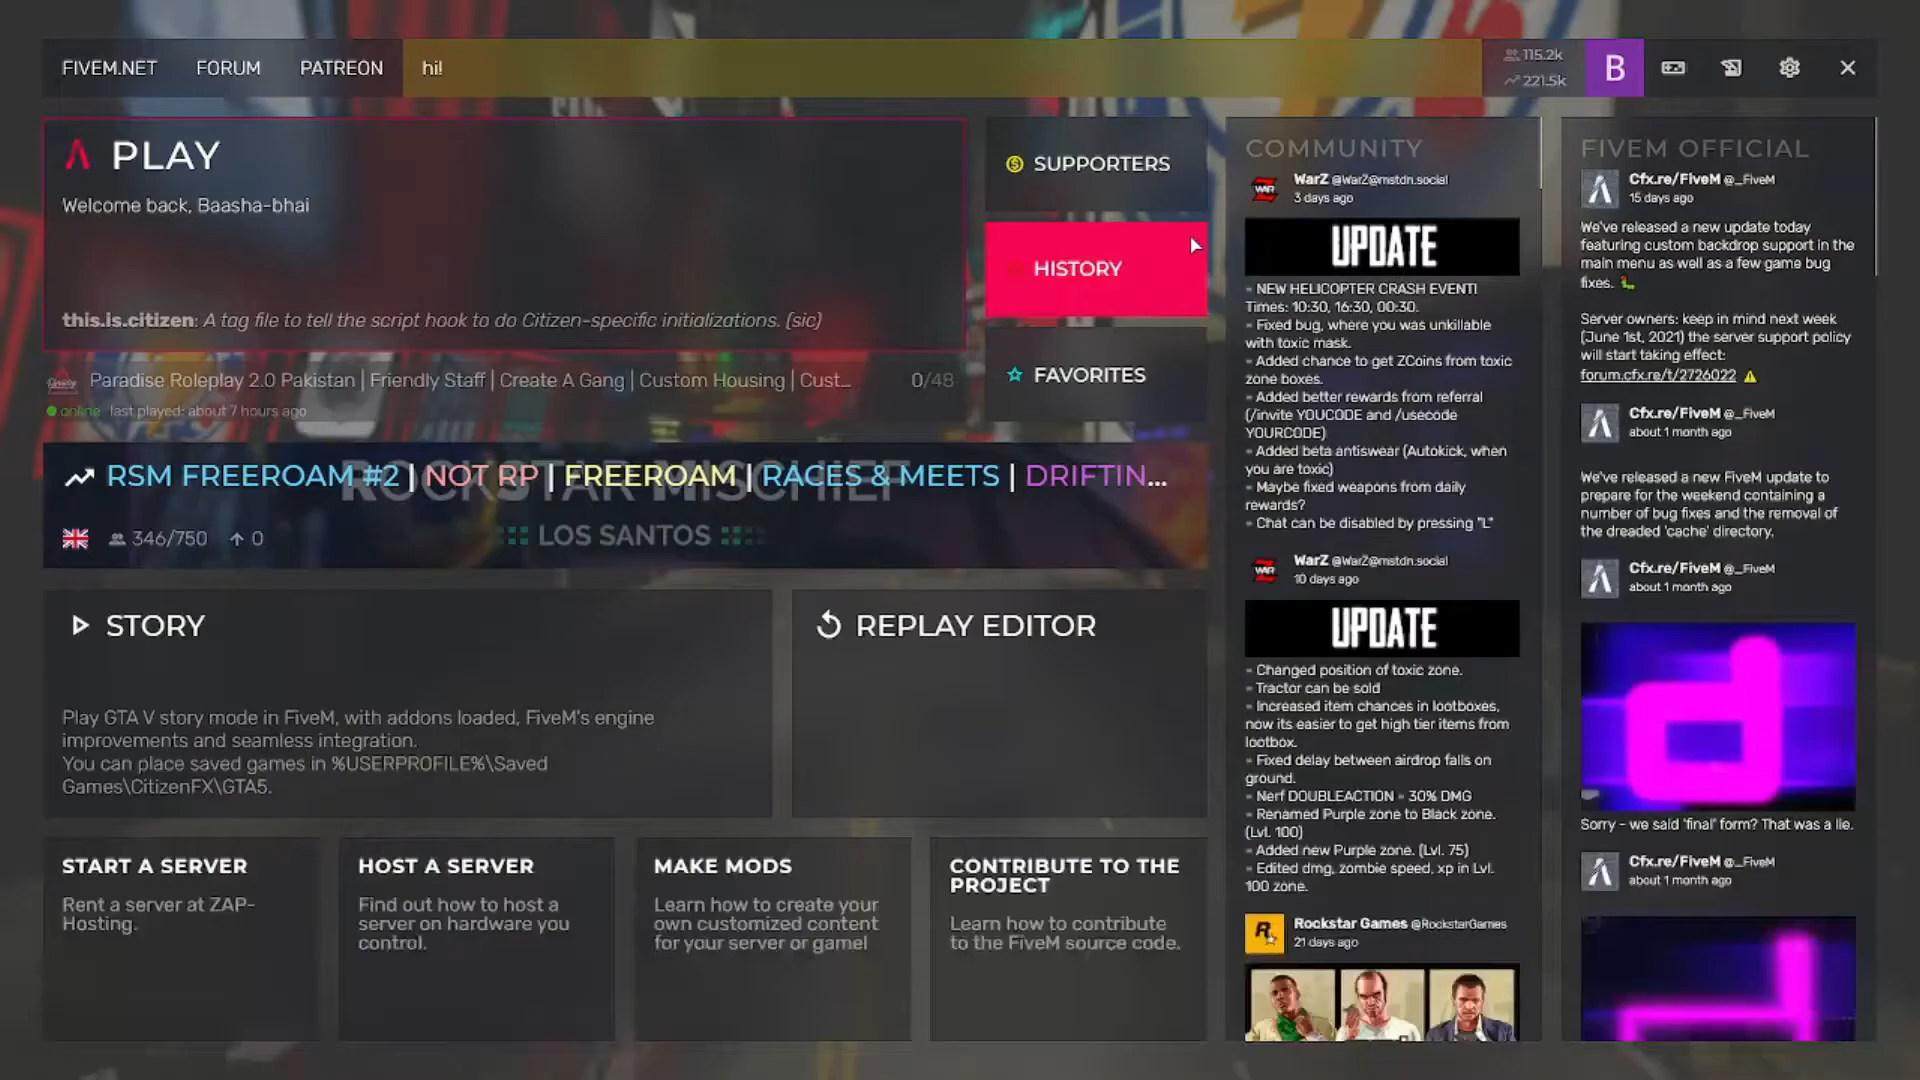 FIVEM.NET FORUM PATREON hi! 115.2k
221.5k
B
PLAY
Welcome back, Baasha-bhai
this.is.citizen: A tag file to tell the script hook to do Citizen-specific initializations. (sic)
Paradise Roleplay 2.0 Pakistan | Friendly Staff | Create A Gang | Custom Housing | Cust... 0/48
online last played: about 7 hours ago
SUPPORTERS
HISTORY
FAVORITES
RSM FREEROAM #2 | NOT RP | FREEROAM | RACES & MEETS | DRIFTIN...
ROCKSTAR MISCHIEF
LOS SANTOS
346/750 0
STORY
Play GTA V story mode in FiveM, with addons loaded, FiveM's engine
improvements and seamless integration.
You can place saved games in %USERPROFILE%\Saved
Games\CitizenFX\GTA5.
REPLAY EDITOR
START A SERVER
Rent a server at ZAP-
Hosting.
HOST A SERVER
Find out how to host a
server on hardware you
control.
MAKE MODS
Learn how to create your
own customized content
for your server or game!
CONTRIBUTE TO THE
PROJECT
Learn how to contribute
to the FiveM source code.
COMMUNITY
WarZ @WarZ@mstdn.social
3 days ago
WAR
UPDATE
- NEW HELICOPTER CRASH EVENT!
Times: 10:30, 16:30, 00:30.
- Fixed bug, where you was unkillable
with toxic mask.
- Added chance to get ZCoins from toxic
zone boxes.
- Added better rewards from referral
(/invite YOUCODE and /usecode
YOURCODE)
- Added beta antiswear (Autokick, when
you are toxic)
- Maybe fixed weapons from daily
rewards?
- Chat can be disabled by pressing "L"
WarZ @WarZ@mstdn.social
10 days ago
WAR
UPDATE
- Changed position of toxic zone.
- Tractor can be sold
- Increased item chances in lootboxes,
now its easier to get high tier items from
lootbox.
- Fixed delay between airdrop falls on
ground.
- Nerf DOUBLEACTION - 30% DMG
- Renamed Purple zone to Black zone.
(Lvl. 100)
- Added new Purple zone. (Lvl. 75)
- Edited dmg, zombie speed, xp in Lvl.
100 zone.
Rockstar Games @RockstarGames
21 days ago
R
FIVEM OFFICIAL
Cfx.re/FiveM @_FiveM
15 days ago
We've released a new update today
featuring custom backdrop support in the
main menu as well as a few game bug
fixes.
Server owners: keep in mind next week
(June 1st, 2021) the server support policy
will start taking effect:
forum.cfx.re/t/2726022
Cfx.re/FiveM @_FiveM
about 1 month ago
We've released a new FiveM update to
prepare for the weekend containing a
number of bug fixes and the removal of
the dreaded 'cache' directory.
Cfx.re/FiveM @_FiveM
about 1 month ago
Sorry - we said 'final' form? That was a lie.
Cfx.re/FiveM @_FiveM
about 1 month ago